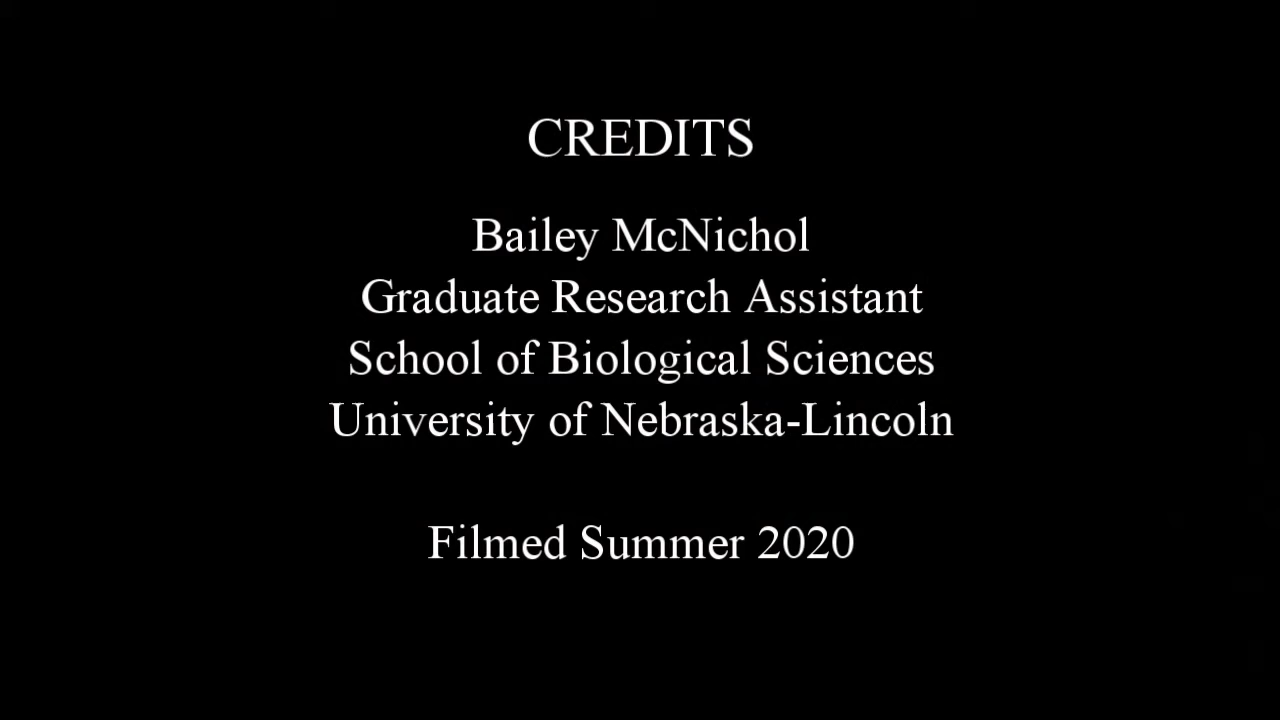 CREDITS
Bailey McNichol
Graduate Research Assistant
School of Biological Sciences
University of Nebraska-Lincoln
Filmed Summer 2020